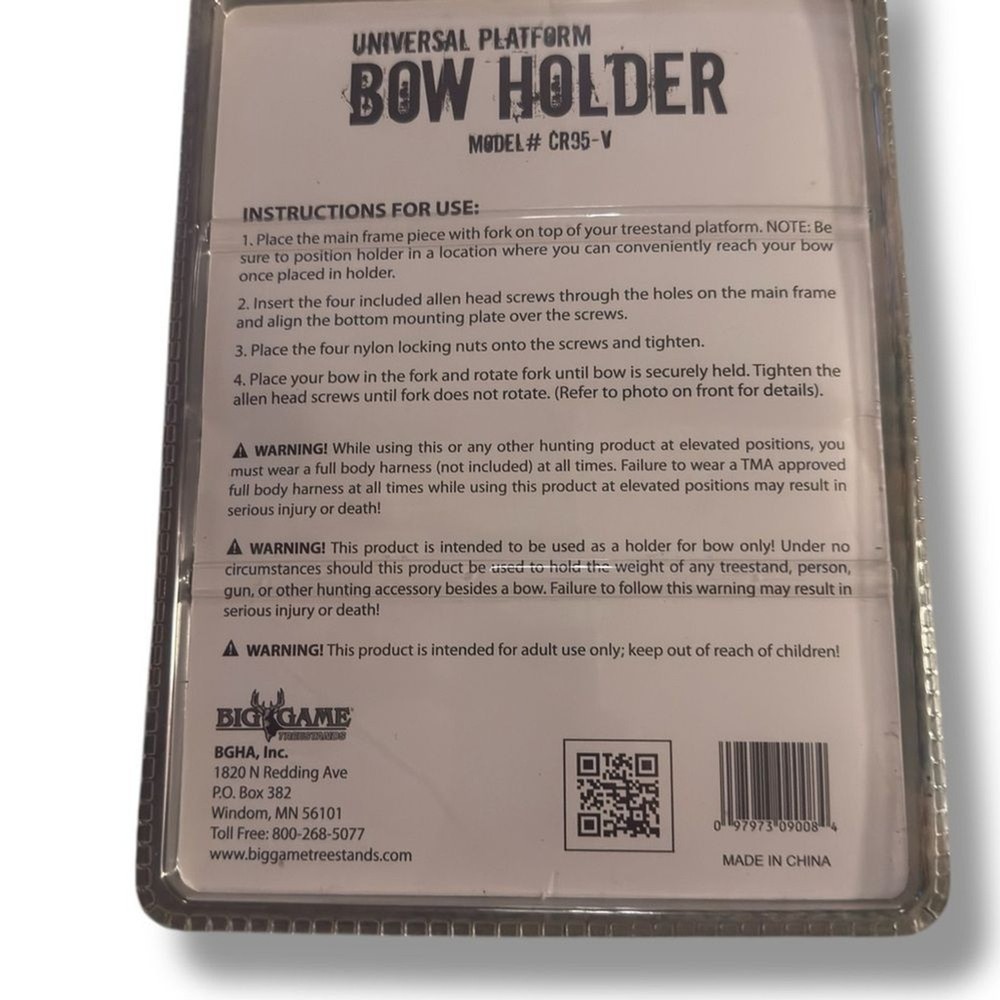 UNIVERSAL PLATFORM
BOW HOLDER
MODEL# CR95-V
INSTRUCTIONS FOR USE:
1. Place the main frame piece with fork on top of your treestand platform. NOTE: Be
sure to position holder in a location where you can conveniently reach your bow
once placed in holder.
2. Insert the four included allen head screws through the holes on the main frame
and align the bottom mounting plate over the screws.
3. Place the four nylon locking nuts onto the screws and tighten.
4. Place your bow in the fork and rotate fork until bow is securely held. Tighten the
allen head screws until fork does not rotate. (Refer to photo on front for details).
WARNING! While using this or any other hunting product at elevated positions, you
must wear a full body harness (not included) at all times. Failure to wear a TMA approved
full body harness at all times while using this product at elevated positions may result in
serious injury or death!
WARNING! This product is intended to be used as a holder for bow only! Under no
circumstances should this product be used to hold the weight of any treestand, person,
gun, or other hunting accessory besides a bow. Failure to follow this warning may result in
serious injury or death!
WARNING! This product is intended for adult use only; keep out of reach of children!
BIG GAME
TREESTANDS
BGHA, Inc.
1820 N Redding Ave
P.O. Box 382
Windom, MN 56101
Toll Free: 800-268-5077
www.biggametreestands.com
0 97973 09008 4
MADE IN CHINA